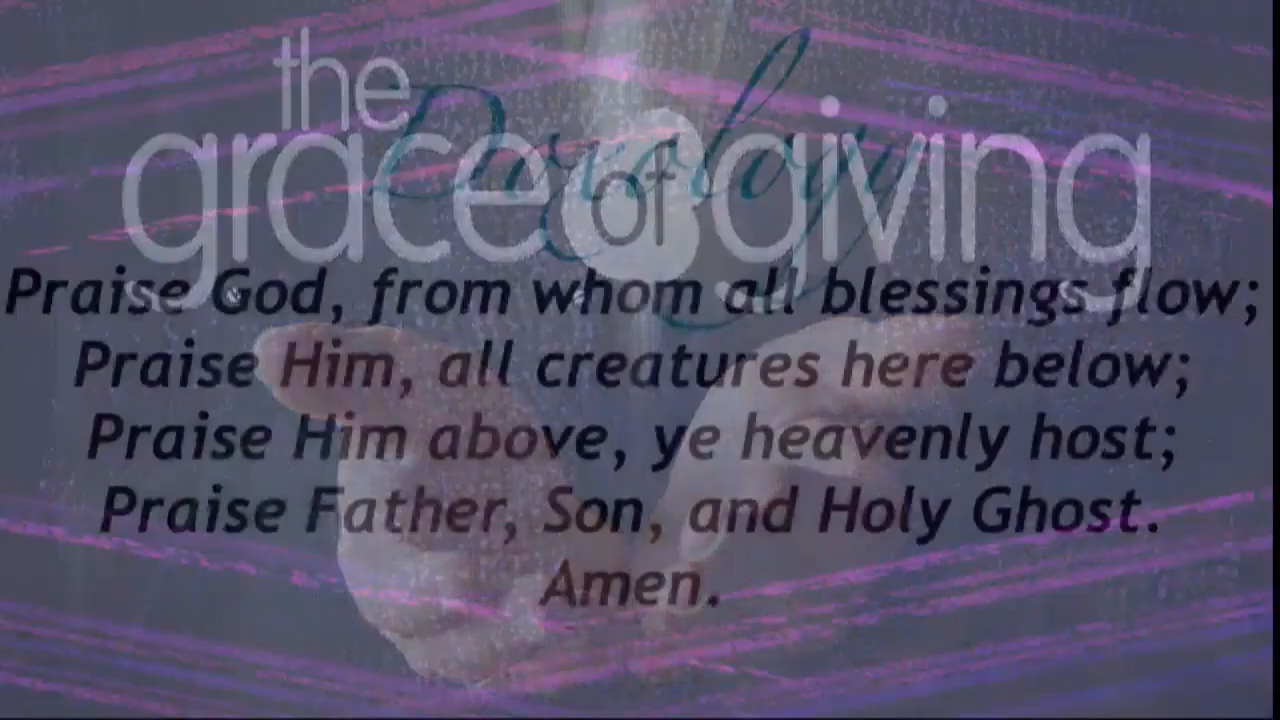 the
grace of giving
Doxology
Praise God, from whom all blessings flow;
Praise Him, all creatures here below;
Praise Him above, ye heavenly host;
Praise Father, Son, and Holy Ghost.
Amen.